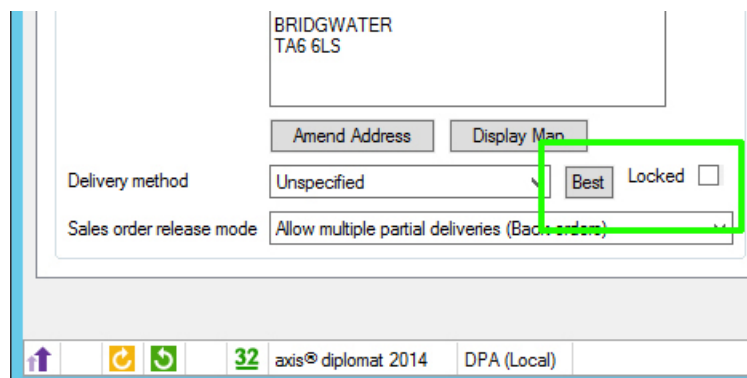 BRIDGWATER
TA6 6LS
Amend Address Display Map
Delivery method Unspecified Best Locked
Sales order release mode Allow multiple partial deliveries (Back orders)
32 axis® diplomat 2014 DPA (Local)